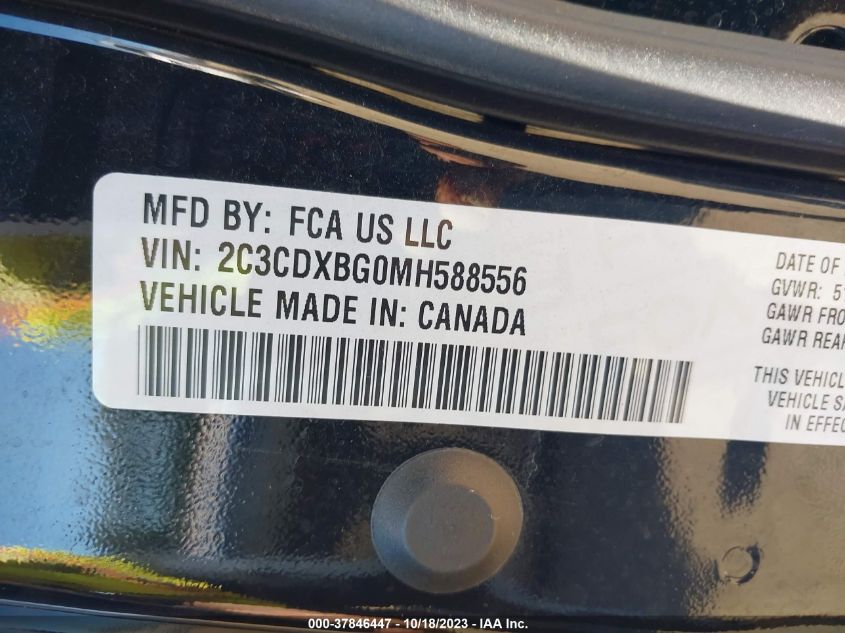 MFD BY: FCA US LLC
VIN: 2C3CDXBG0MH588556
VEHICLE MADE IN: CANADA
DATE OF
GVWR: 51
GAWR FRO
GAWR REAR
THIS VEHICL
VEHICLE SA
IN EFFEC
000-37846447 - 10/18/2023 - IAA Inc.